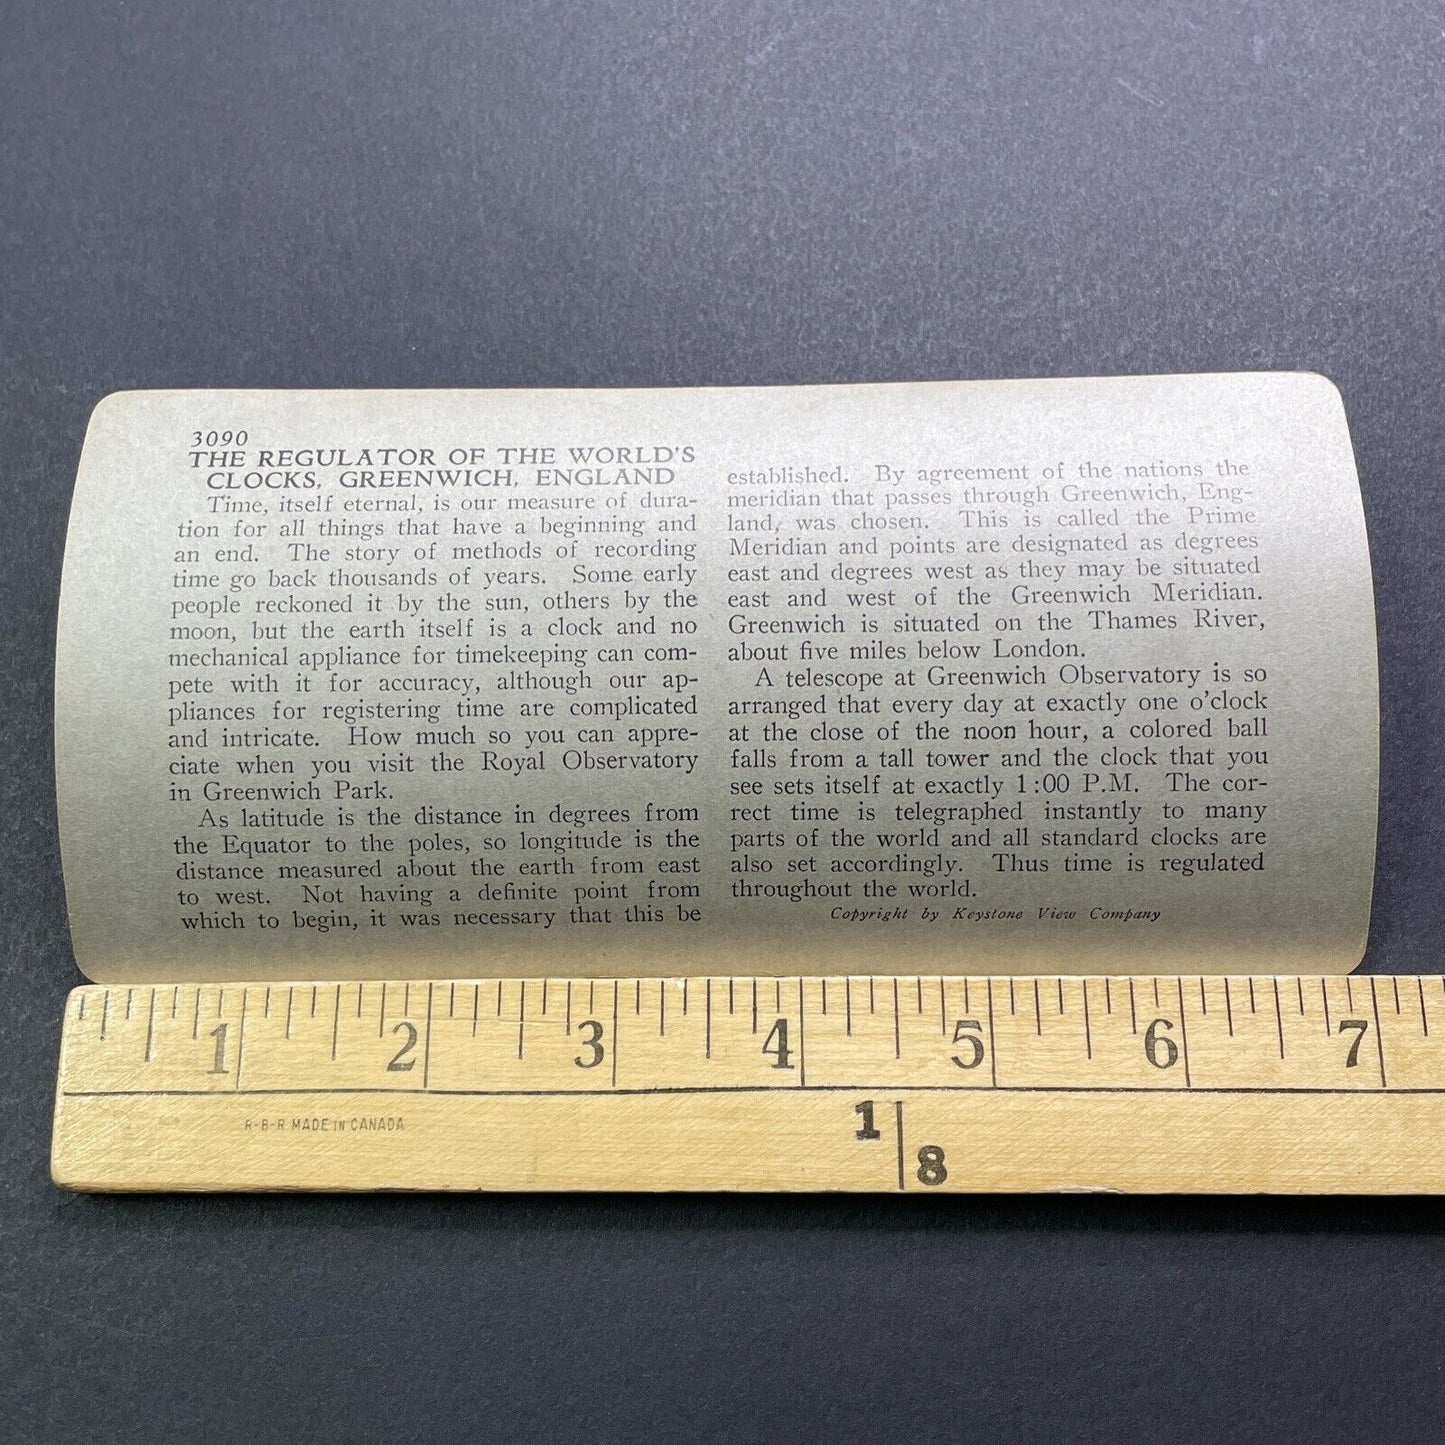 3090
THE REGULATOR OF THE WORLD'S
CLOCKS, GREENWICH, ENGLAND
Time, itself eternal, is our measure of dura-
tion for all things that have a beginning and
an end. The story of methods of recording
time go back thousands of years. Some early
people reckoned it by the sun, others by the
moon, but the earth itself is a clock and no
mechanical appliance for timekeeping can com-
pete with it for accuracy, although our ap-
pliances for registering time are complicated
and intricate. How much so you can appre-
ciate when you visit the Royal Observatory
in Greenwich Park.
As latitude is the distance in degrees from
the Equator to the poles, so longitude is the
distance measured about the earth from east
to west. Not having a definite point from
which to begin, it was necessary that this be
established. By agreement of the nations the
meridian that passes through Greenwich, Eng-
land, was chosen. This is called the Prime
Meridian and points are designated as degrees
east and degrees west as they may be situated
east and west of the Greenwich Meridian.
Greenwich is situated on the Thames River,
about five miles below London.
A telescope at Greenwich Observatory is so
arranged that every day at exactly one o'clock
at the close of the noon hour, a colored ball
falls from a tall tower and the clock that you
see sets itself at exactly 1:00 P.M. The cor-
rect time is telegraphed instantly to many
parts of the world and all standard clocks are
also set accordingly. Thus time is regulated
throughout the world.
Copyright by Keystone View Company
1 2 3 4 5 6 7
R-B-R MADE IN CANADA
1
8